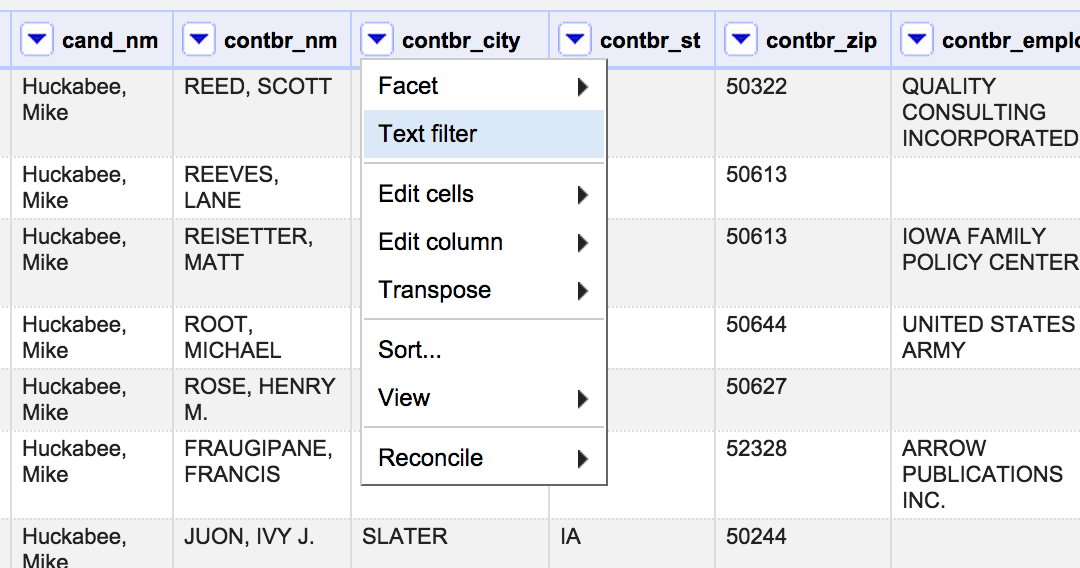 cand_nm contbr_nm contbr_city contbr_st contbr_zip contbr_emplo
Huckabee, Mike
REED, SCOTT
50322
QUALITY CONSULTING INCORPORATED
Huckabee, Mike
REEVES, LANE
50613
Huckabee, Mike
REISETTER, MATT
50613
IOWA FAMILY POLICY CENTER
Huckabee, Mike
ROOT, MICHAEL
50644
UNITED STATES ARMY
Huckabee, Mike
ROSE, HENRY M.
50627
Huckabee, Mike
FRAUGIPANE, FRANCIS
52328
ARROW PUBLICATIONS INC.
Huckabee, Mike
JUON, IVY J.
SLATER
IA
50244
Facet
Text filter
Edit cells
Edit column
Transpose
Sort...
View
Reconcile